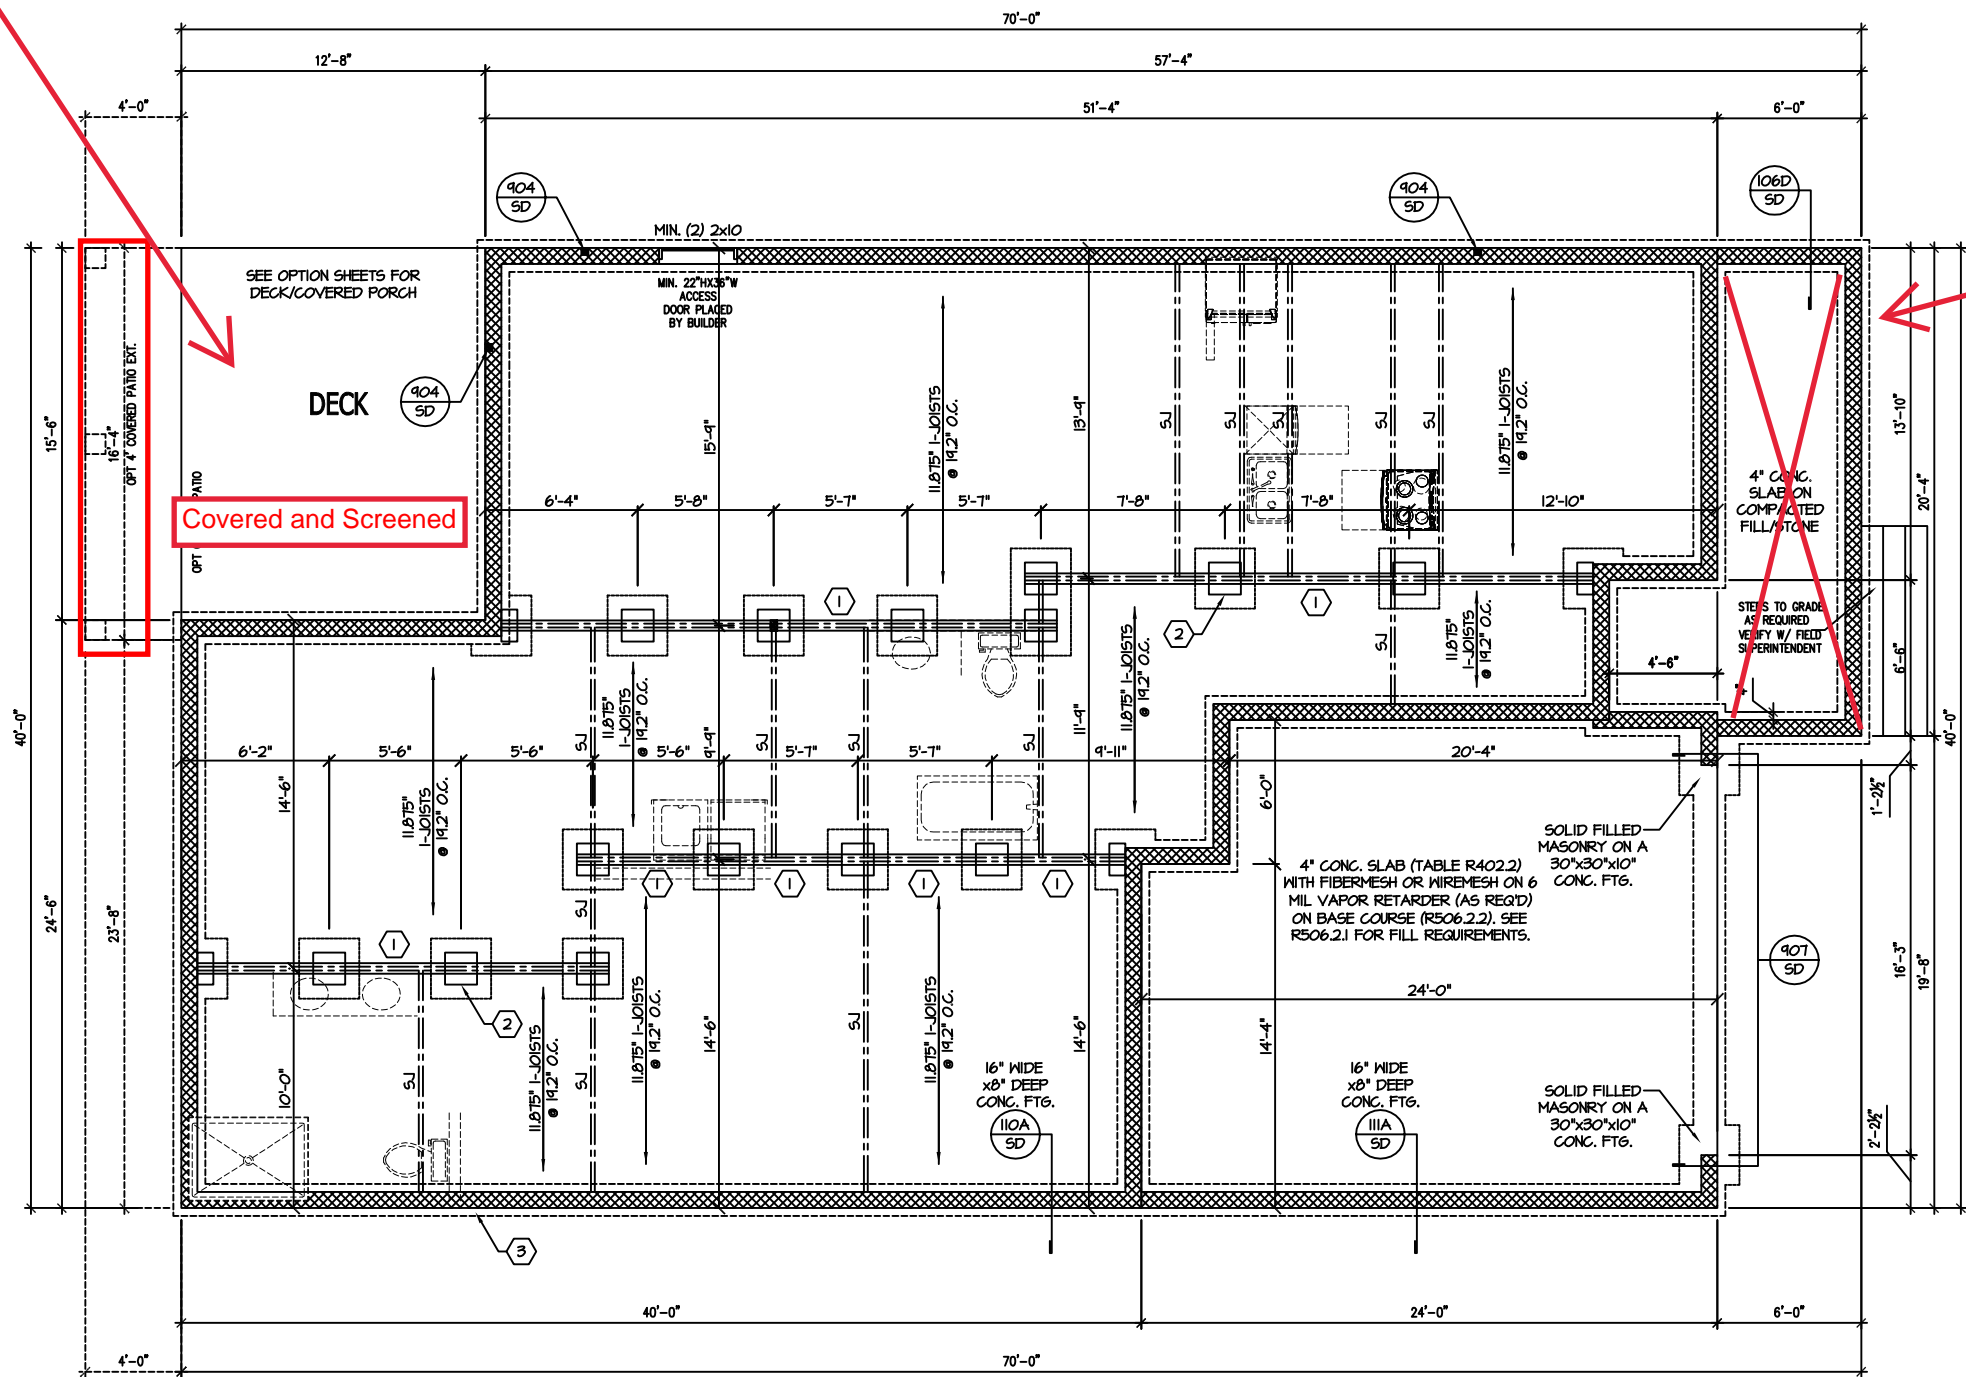 70'-0"
12'-8"
57'-4"
4'-0"
51'-4"
6'-0"
904
SD
904
SD
106D
SD
MIN. (2) 2x10
SEE OPTION SHEETS FOR
DECK/COVERED PORCH
MIN. 22"HX36"W
ACCESS
DOOR PLACED
BY BUILDER
DECK
904
SD
15'-6"
16'-4"
OPT 4' COVERED PATIO EXT.
OPT
PATIO
Covered and Screened
15'-9"
13'-9"
11.875" I-JOISTS
@ 19.2" O.C.
SJ
SJ
SJ
SJ
SJ
11.875" I-JOISTS
@ 19.2" O.C.
13'-10"
20'-4"
6'-4"
5'-8"
5'-7"
5'-7"
7'-8"
7'-8"
12'-10"
4" CONC.
SLAB ON
COMPACTED
FILL/STONE
1
1
2
STEPS TO GRADE
AS REQUIRED
VERIFY W/ FIELD
SUPERINTENDENT
4'-6"
4"
6'-6"
40'-0"
40'-0"
11.875"
I-JOISTS
@ 19.2" O.C.
11.875" I-JOISTS
@ 19.2" O.C.
SJ
11.875"
I-JOISTS
@ 19.2" O.C.
SJ
9'-9"
SJ
SJ
SJ
11'-9"
6'-2"
5'-6"
5'-6"
5'-6"
5'-7"
5'-7"
9'-11"
20'-4"
14'-6"
11.875"
I-JOISTS
@ 19.2" O.C.
6'-0"
1'-2½"
SOLID FILLED
MASONRY ON A
30"x30"x10"
CONC. FTG.
4" CONC. SLAB (TABLE R402.2)
WITH FIBERMESH OR WIREMESH ON 6
MIL VAPOR RETARDER (AS REQ'D)
ON BASE COURSE (R506.2.2). SEE
R506.2.1 FOR FILL REQUIREMENTS.
1
1
1
1
SJ
24'-6"
23'-8"
1
907
SD
16'-3"
19'-8"
24'-0"
2
11.875" I-JOISTS
@ 19.2" O.C.
11.875" I-JOISTS
@ 19.2" O.C.
11.875" I-JOISTS
@ 19.2" O.C.
SJ
SJ
SJ
10'-0"
14'-6"
14'-6"
14'-4"
16" WIDE
x8" DEEP
CONC. FTG.
110A
SD
16" WIDE
x8" DEEP
CONC. FTG.
111A
SD
SOLID FILLED
MASONRY ON A
30"x30"x10"
CONC. FTG.
2'-2½"
3
40'-0"
24'-0"
6'-0"
4'-0"
70'-0"